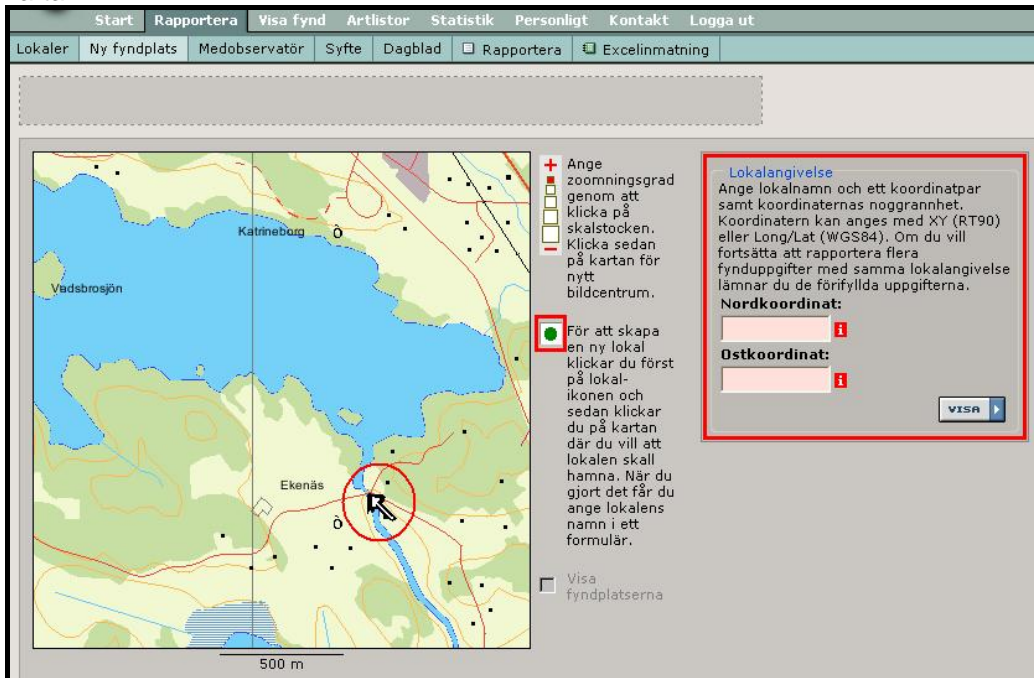 Start Rapportera Visa fynd Artlistor Statistik Personligt Kontakt Logga ut
Lokaler Ny fyndplats Medobservatör Syfte Dagblad Rapportera Excelinmatning
Katrineborg
Ekenäs
500 m
Ange
zoomningsgrad
genom att
klicka på
skalstocken.
Klicka sedan
på kartan för
nytt
bildcentrum.
För att skapa
en ny lokal
klickar du först
på lokal-
ikonen och
sedan klickar
du på kartan
där du vill att
lokalen skall
hamna. När du
gjort det får du
ange lokalens
namn i ett
formulär.
Visa
fyndplatserna
Lokalangivelse
Ange lokalnamn och ett koordinatpar
samt koordinaternas noggrannhet.
Koordinatern kan anges med XY (RT90)
eller Long/Lat (WGS84). Om du vill
fortsätta att rapportera flera
fynduppgifter med samma lokalangivelse
lämnar du de förifyllda uppgifterna.
Nordkoordinat:
i
Ostkoordinat:
i
VISA